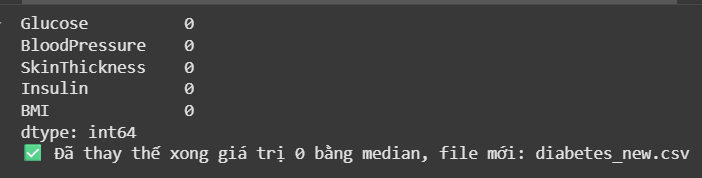 Glucose 0
BloodPressure 0
SkinThickness 0
Insulin 0
BMI 0
dtype: int64
✅ Đã thay thế xong giá trị 0 bằng median, file mới: diabetes_new.csv